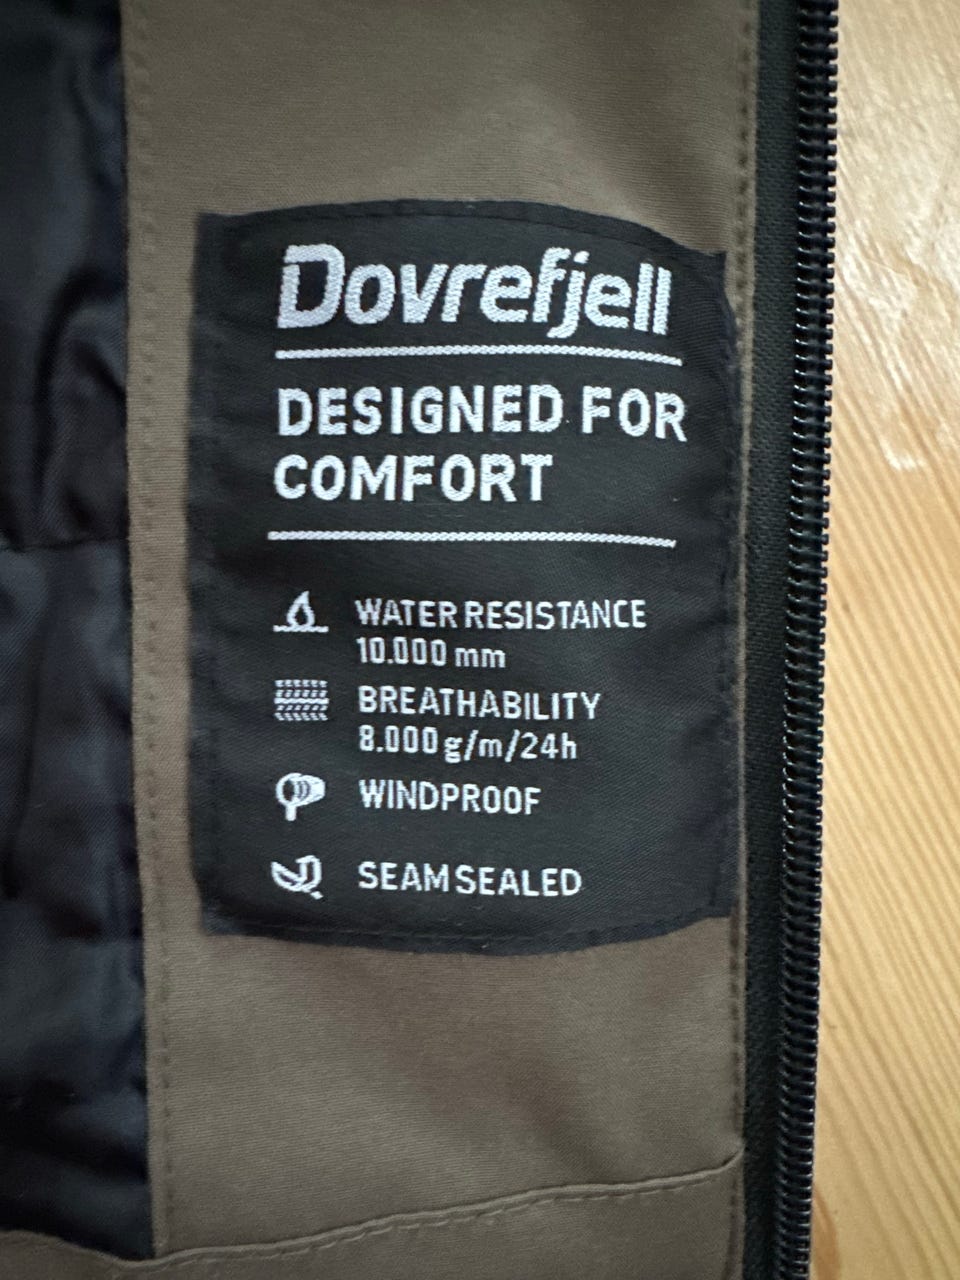 Dovrefjell
DESIGNED FOR
COMFORT
WATER RESISTANCE
10.000 mm
BREATHABILITY
8.000 g/m/24h
WINDPROOF
SEAM SEALED